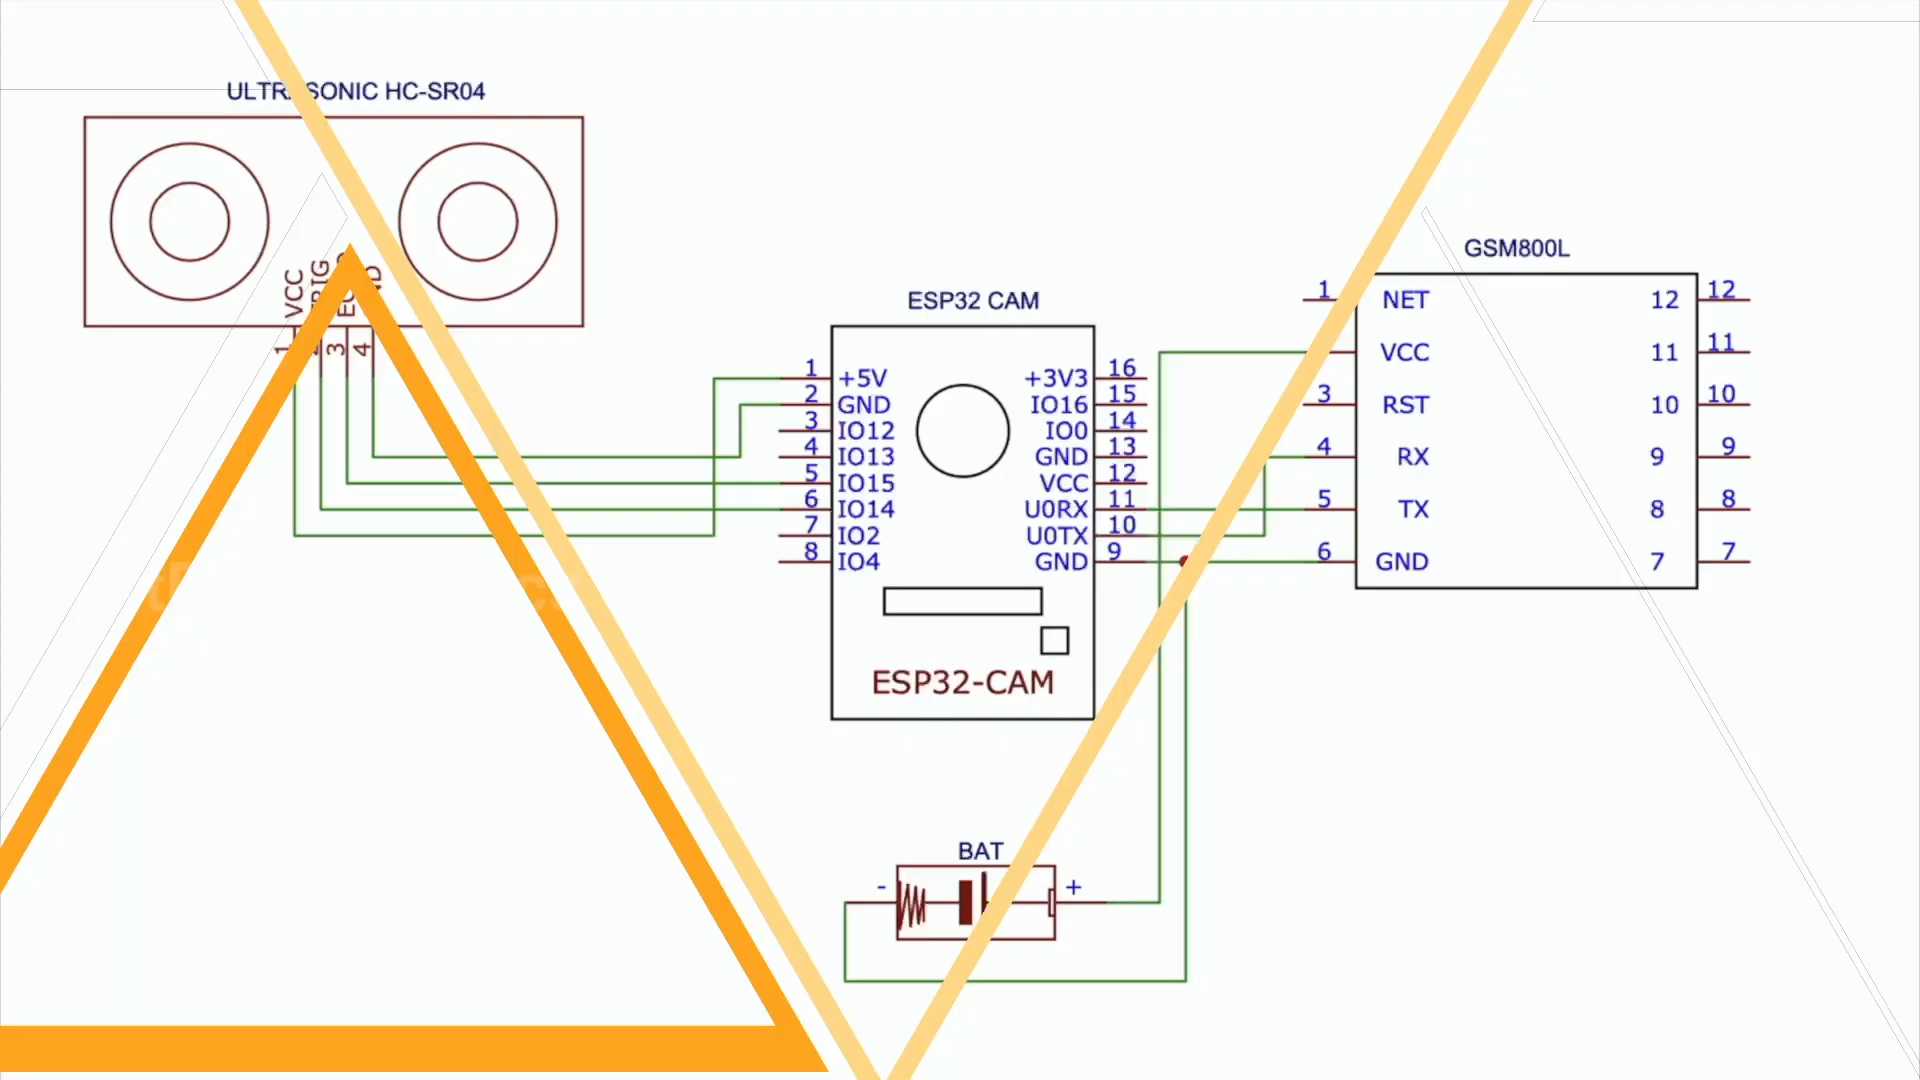 ULTR SONIC HC-SR04
VCC
ECHO
1
3
4
ESP32 CAM
1 +5V
2 GND
3 IO12
4 IO13
5 IO15
6 IO14
7 IO2
8 IO4
+3V3 16
IO16 15
IO0 14
GND 13
VCC 12
U0RX 11
U0TX 10
GND 9
ESP32-CAM
GSM800L
1 NET
VCC
3 RST
4 RX
5 TX
6 GND
12 12
11 11
10 10
9 9
8 8
7 7
BAT
- +